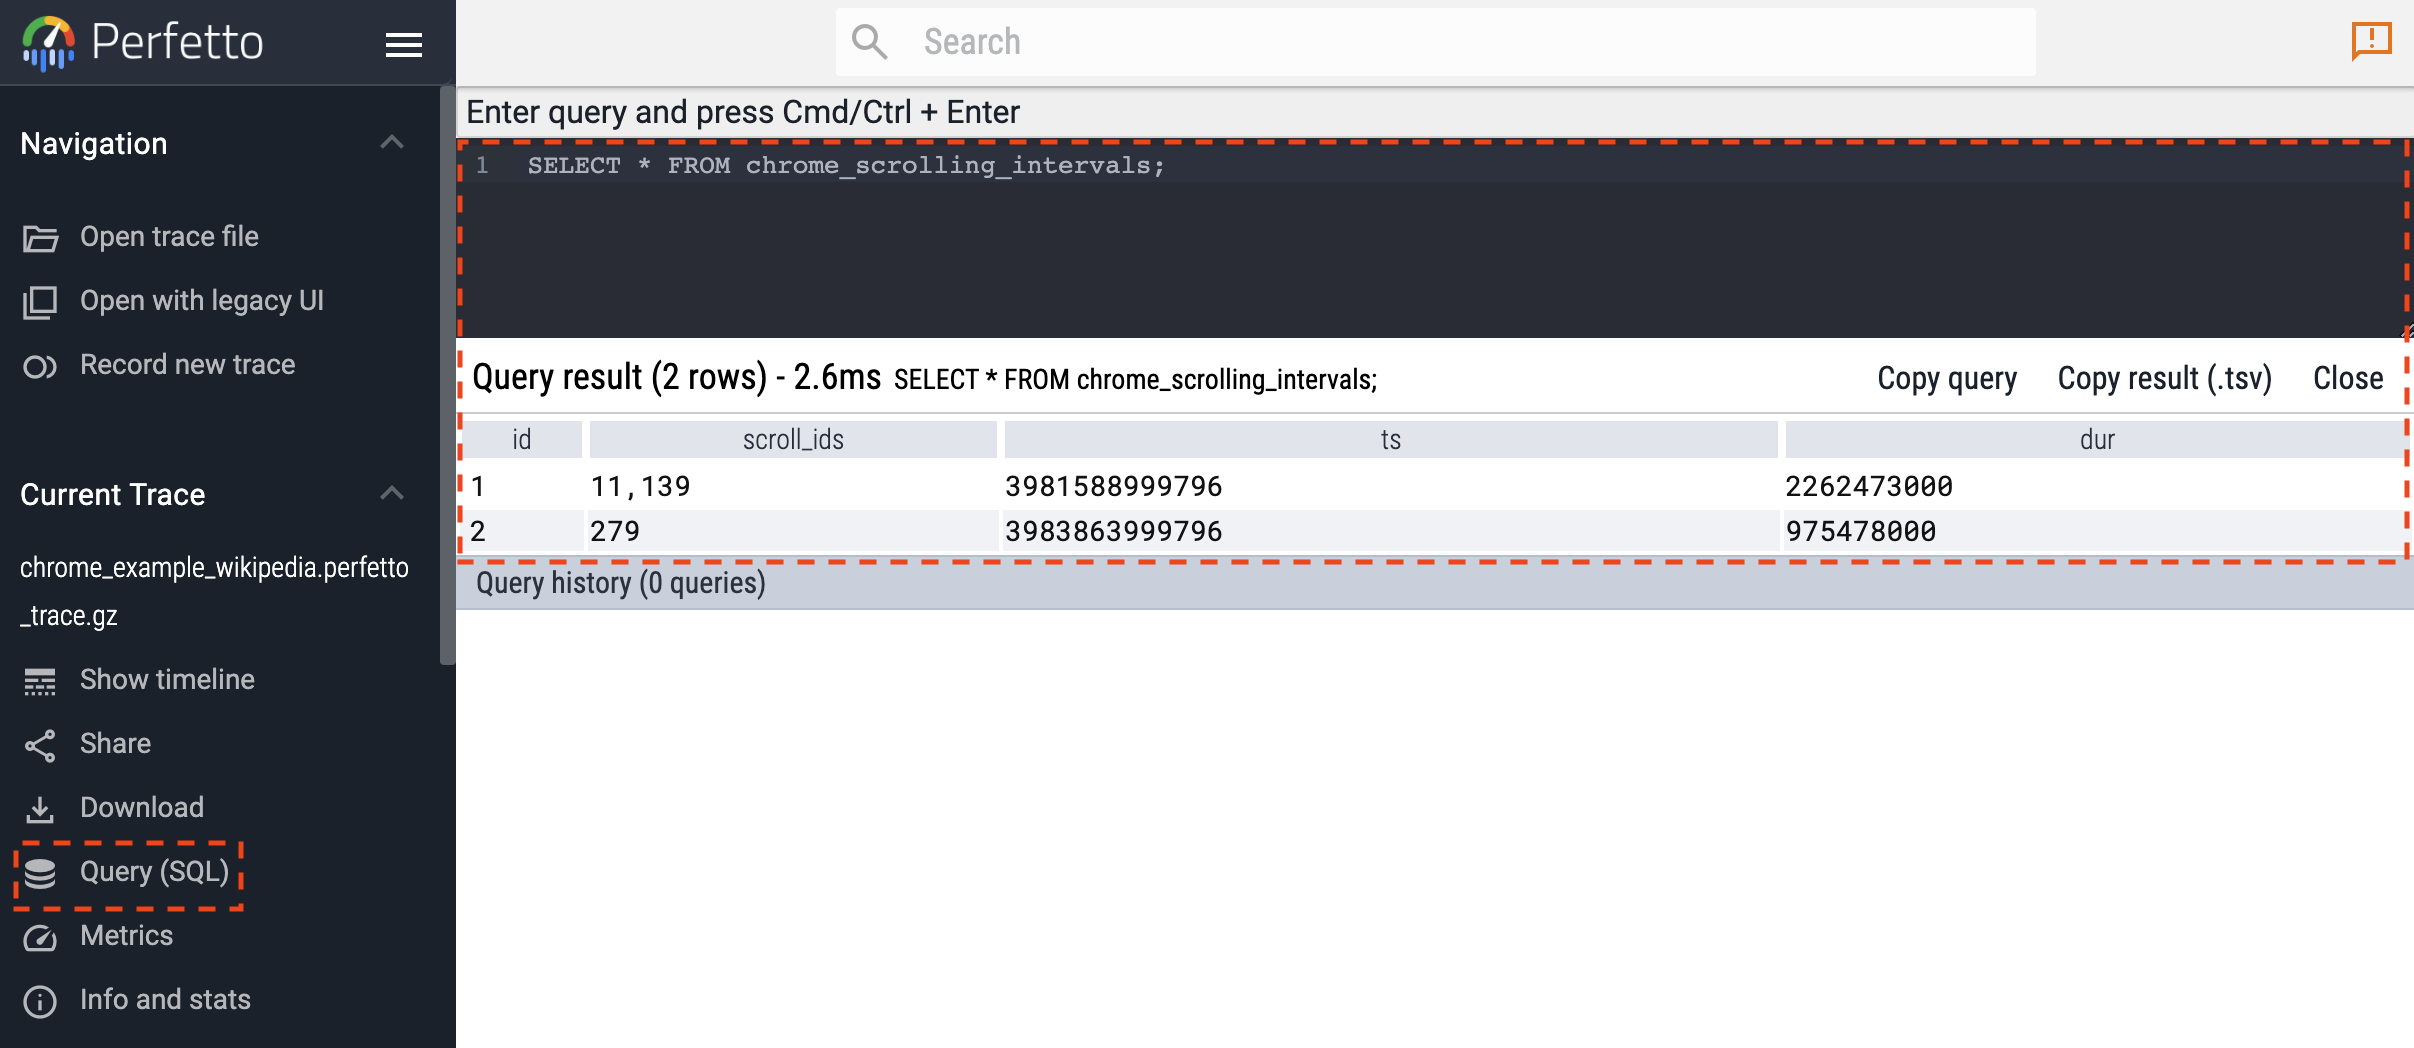 Perfetto
Search
Navigation
Open trace file
Open with legacy UI
Record new trace
Current Trace
chrome_example_wikipedia.perfetto
_trace.gz
Show timeline
Share
Download
Query (SQL)
Metrics
Info and stats
Enter query and press Cmd/Ctrl + Enter
1 SELECT * FROM chrome_scrolling_intervals;
Query result (2 rows) - 2.6ms SELECT * FROM chrome_scrolling_intervals; Copy query Copy result (.tsv) Close
id scroll_ids ts dur
1 11,139 3981588999796 2262473000
2 279 3983863999796 975478000
Query history (0 queries)